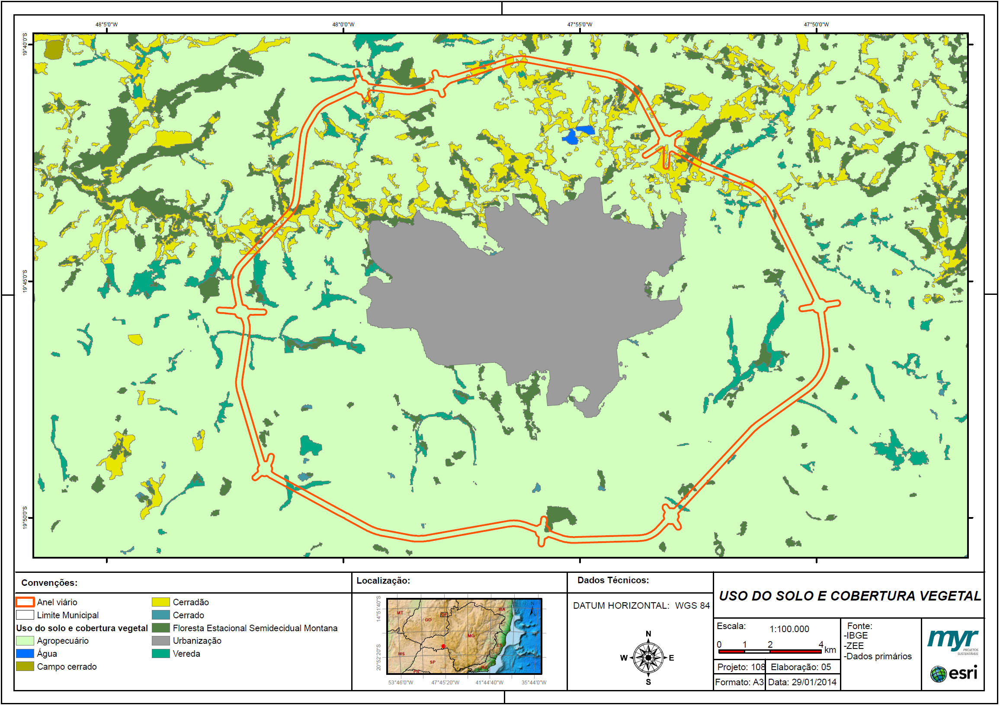 48°5'0"W 48°0'0"W 47°55'0"W 47°50'0"W
19°40'0"S
19°45'0"S
19°50'0"S
Convenções:
Anel viário
Limite Municipal
Uso do solo e cobertura vegetal
Agropecuário
Água
Campo cerrado
Cerradão
Cerrado
Floresta Estacional Semidecidual Montana
Urbanização
Vereda
Localização:
14°51'40"S
20°52'20"S
MT
GO
DF
BA
MG
ES
MS
SP
RJ
PR
N
53°46'0"W 47°45'20"W 41°44'40"W 35°44'0"W
Dados Técnicos:
DATUM HORIZONTAL: WGS 84
N
W E
S
USO DO SOLO E COBERTURA VEGETAL
Escala: 1:100.000
0 1 2 4 km
Projeto: 108
Elaboração: 05
Formato: A3
Data: 29/01/2014
Fonte:
-IBGE
-ZEE
-Dados primários
myr
PROJETOS
SUSTENTÁVEIS
esri